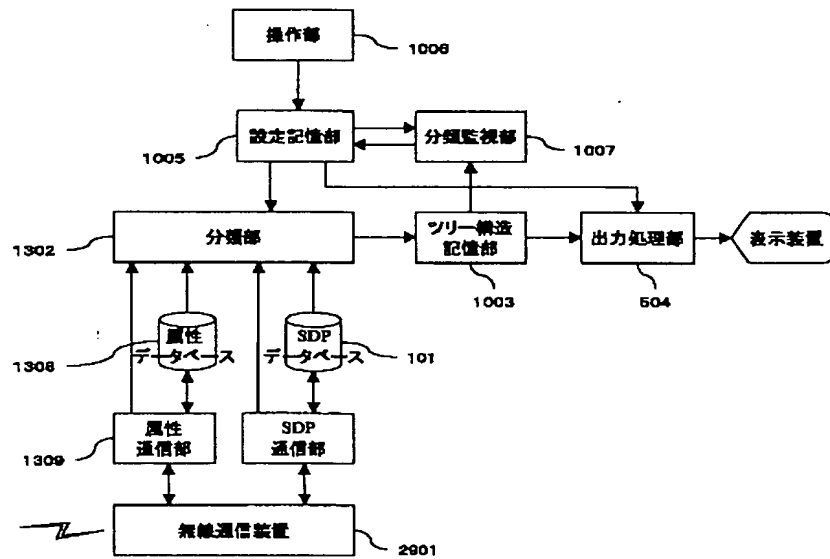 操作部
1006
設定記憶部
1005
分類監視部
1007
1302
分類部
ツリー構造
記憶部
1003
出力処理部
504
表示装置
1308
属性
データベース
SDP
データベース
101
1309
属性
通信部
SDP
通信部
無線通信装置
2901